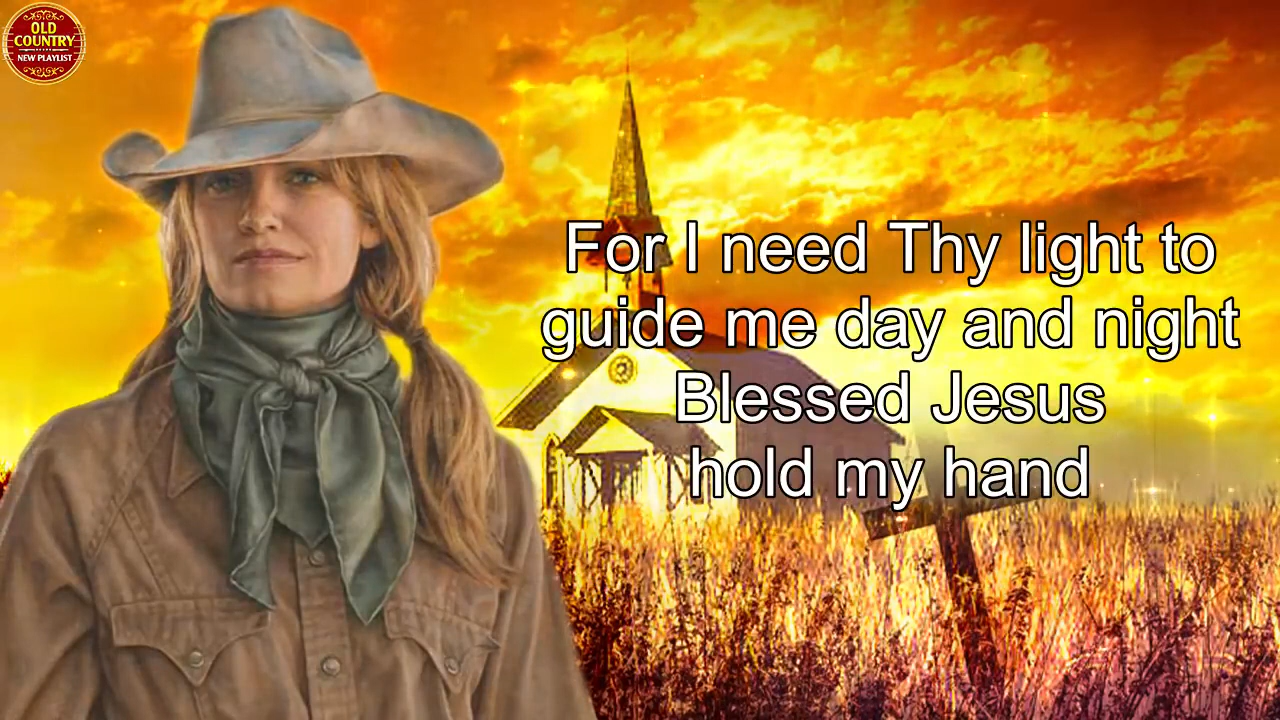 OLD
COUNTRY
NEW PLAYLIST
For I need Thy light to
guide me day and night
Blessed Jesus
hold my hand